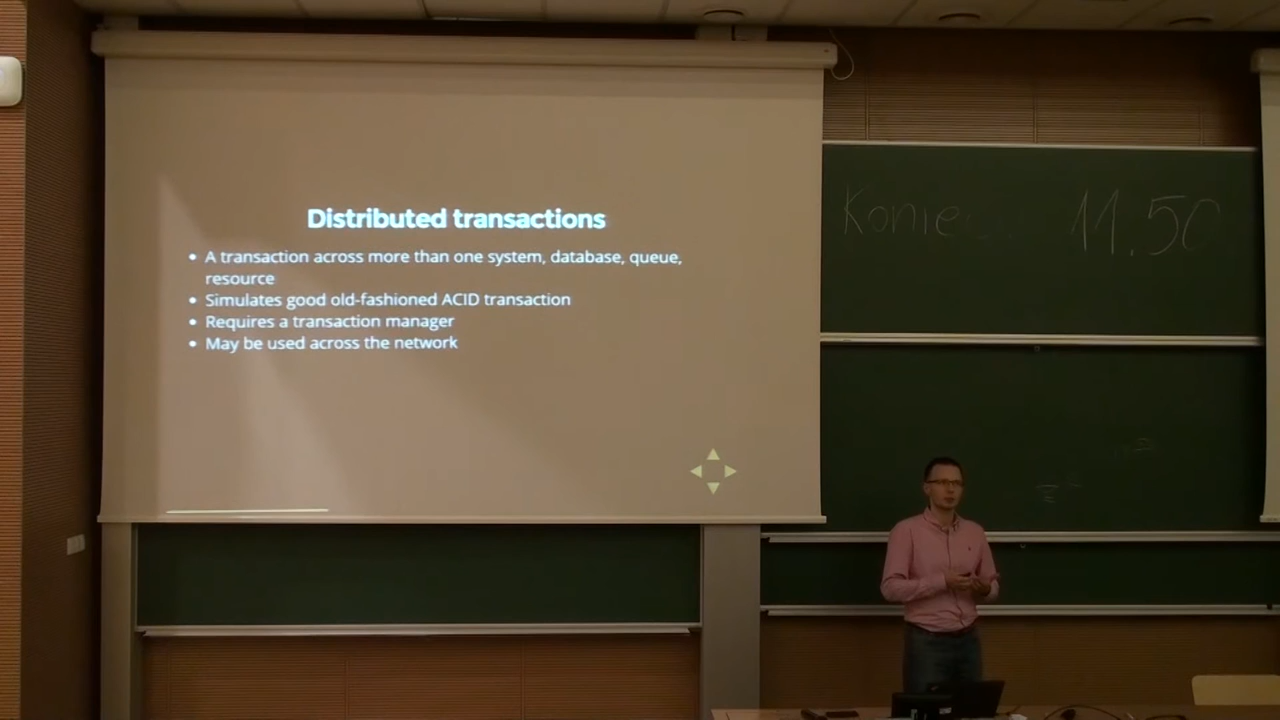 Distributed transactions
• A transaction across more than one system, database, queue,
resource
• Simulates good old-fashioned ACID transaction
• Requires a transaction manager
• May be used across the network
Koniec 11.50